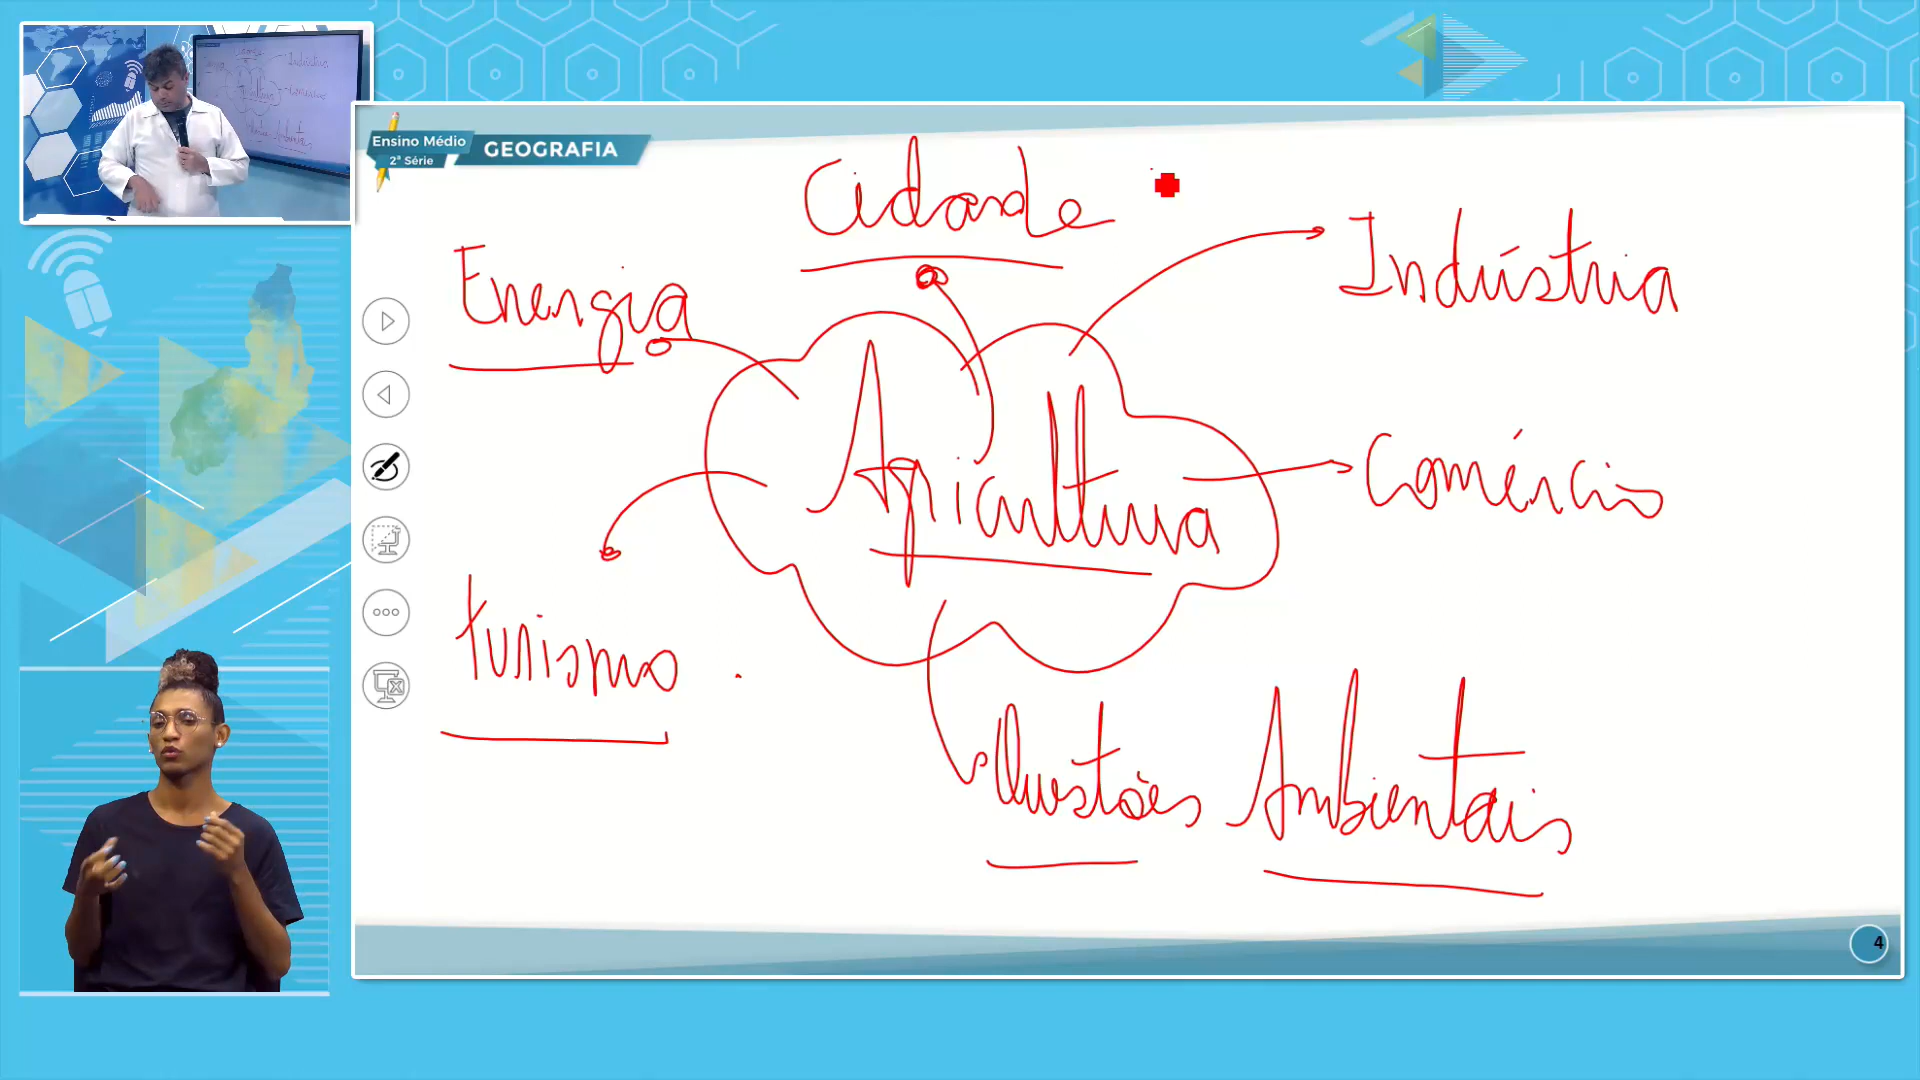 Ensino Médio
2ª Série
GEOGRAFIA
Cidade
Energia
Indústria
Agricultura
Comércio
turismo
Questões Ambientais
4